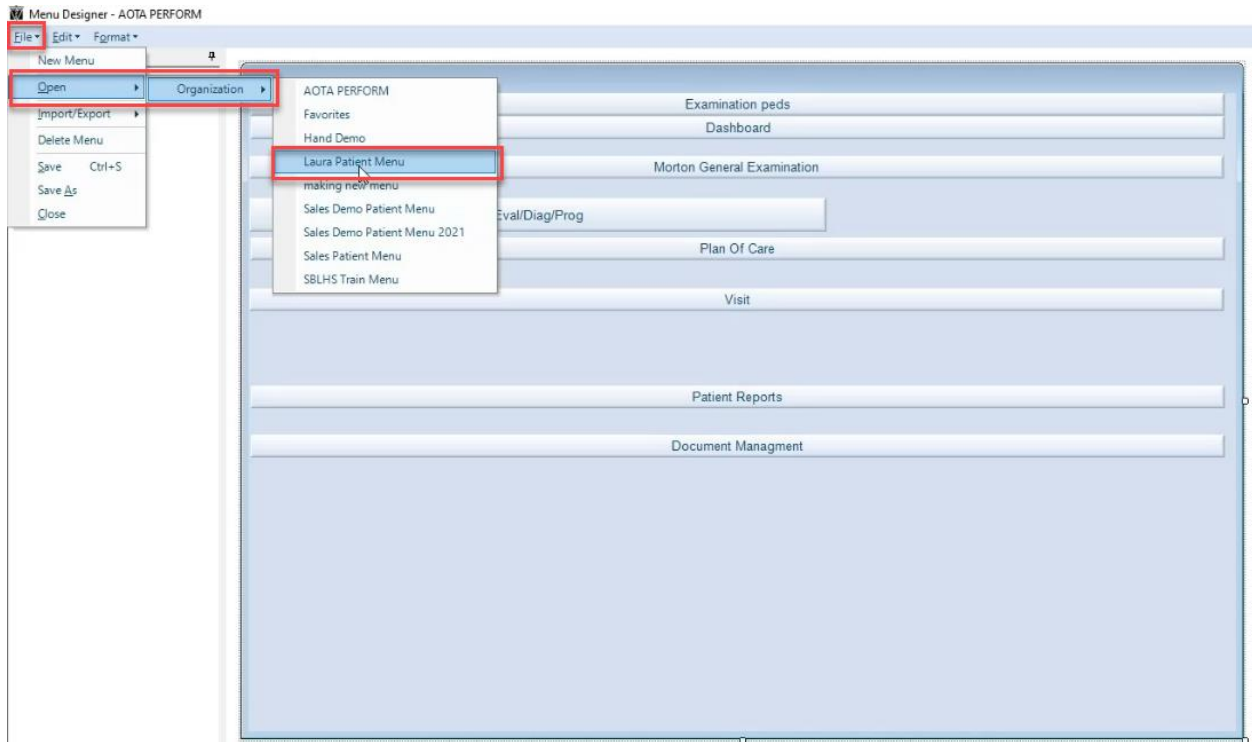 Menu Designer - AOTA PERFORM
File Edit Format
New Menu
Open
Import/Export
Delete Menu
Save Ctrl+S
Save As
Close
Organization
AOTA PERFORM
Favorites
Hand Demo
Laura Patient Menu
making new menu
Sales Demo Patient Menu
Sales Demo Patient Menu 2021
Sales Patient Menu
SBLHS Train Menu
Examination peds
Dashboard
Morton General Examination
Eval/Diag/Prog
Plan Of Care
Visit
Patient Reports
Document Managment